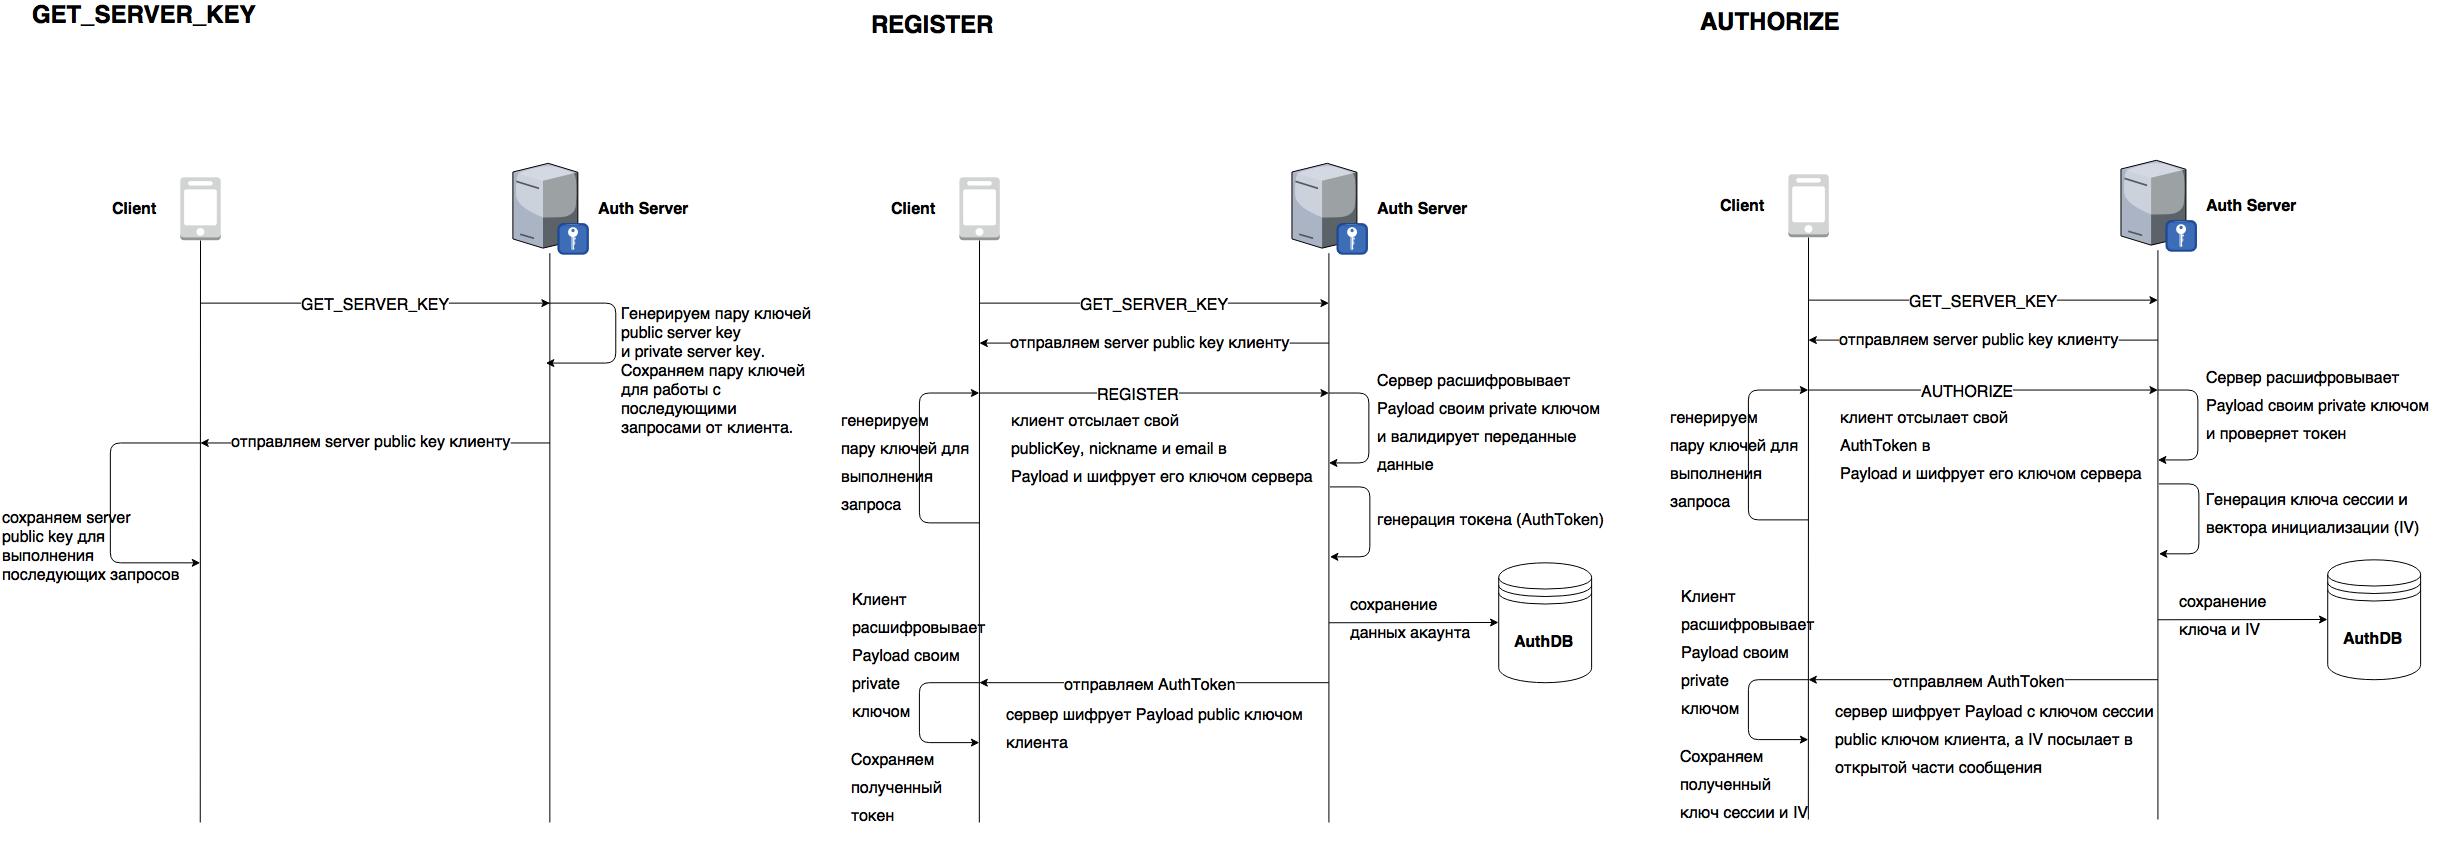 GET_SERVER_KEY
Client
Auth Server
GET_SERVER_KEY
Генерируем пару ключей
public server key
и private server key.
Сохраняем пару ключей
для работы с
последующими
запросами от клиента.
отправляем server public key клиенту
сохраняем server
public key для
выполнения
последующих запросов
REGISTER
Client
Auth Server
GET_SERVER_KEY
отправляем server public key клиенту
REGISTER
генерируем
пару ключей для
выполнения
запроса
клиент отсылает свой
publicKey, nickname и email в
Payload и шифрует его ключом сервера
Сервер расшифровывает
Payload своим private ключом
и валидирует переданные
данные
генерация токена (AuthToken)
сохранение
данных акаунта
AuthDB
Клиент
расшифровывает
Payload своим
private
ключом
отправляем AuthToken
сервер шифрует Payload public ключом
клиента
Сохраняем
полученный
токен
AUTHORIZE
Client
Auth Server
GET_SERVER_KEY
отправляем server public key клиенту
AUTHORIZE
генерируем
пару ключей для
выполнения
запроса
клиент отсылает свой
AuthToken в
Payload и шифрует его ключом сервера
Сервер расшифровывает
Payload своим private ключом
и проверяет токен
Генерация ключа сессии и
вектора инициализации (IV)
сохранение
ключа и IV
AuthDB
Клиент
расшифровывает
Payload своим
private
ключом
отправляем AuthToken
сервер шифрует Payload с ключом сессии
public ключом клиента, а IV посылает в
открытой части сообщения
Сохраняем
полученный
ключ сессии и IV